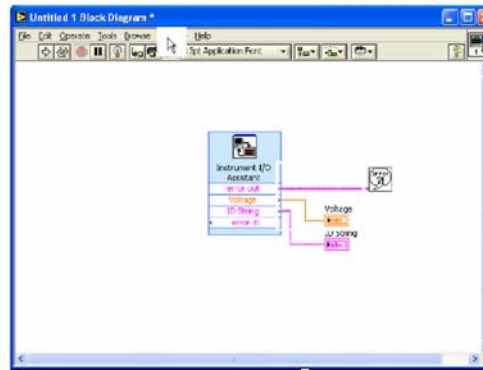 Untitled 1 Block Diagram *
File Edit Operate Tools Browse Help
3pt Application Font
Instrument I/O
Assistant
error out
Voltage
ID String
error in
Voltage
ID String